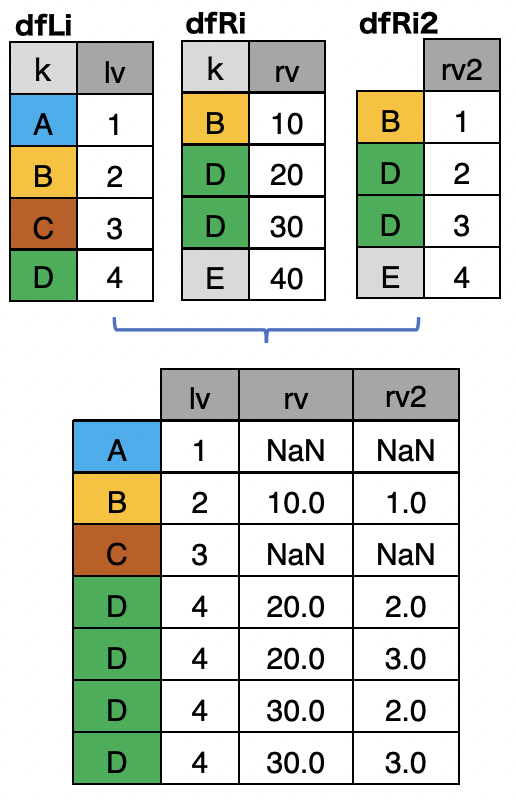 dfLi dfRi dfRi2
k lv k rv rv2
A 1 B 10 B 1
B 2 D 20 D 2
C 3 D 30 D 3
D 4 E 40 E 4
lv rv rv2
A 1 NaN NaN
B 2 10.0 1.0
C 3 NaN NaN
D 4 20.0 2.0
D 4 20.0 3.0
D 4 30.0 2.0
D 4 30.0 3.0